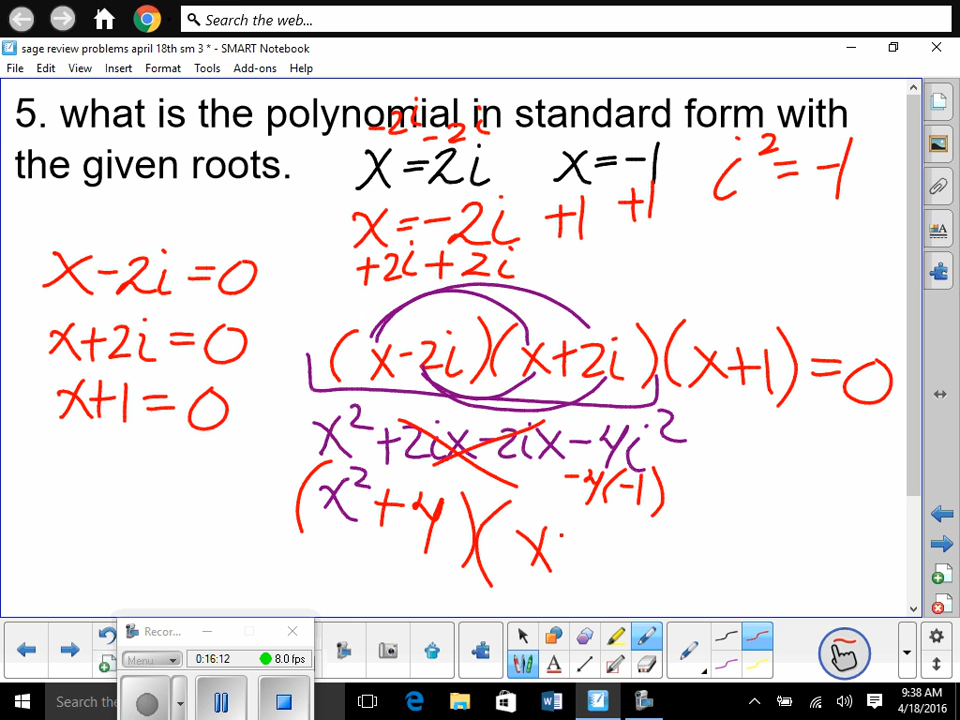 Search the web...
sage review problems april 18th sm 3 * - SMART Notebook
File Edit View Insert Format Tools Add-ons Help
5. what is the polynomial in standard form with
-2i -2i
the given roots. x=2i x=-1 i²=-1
x=-2i +1 +1
+2i +2i
x-2i=0
x+2i=0
x+1=0
(x-2i)(x+2i)(x+1)=0
x²+2ix-2ix-4i²
-4(-1)
(x²+4)(x
Recor...
Menu 0:16:12 8.0 fps
Search the
9:38 AM
4/18/2016